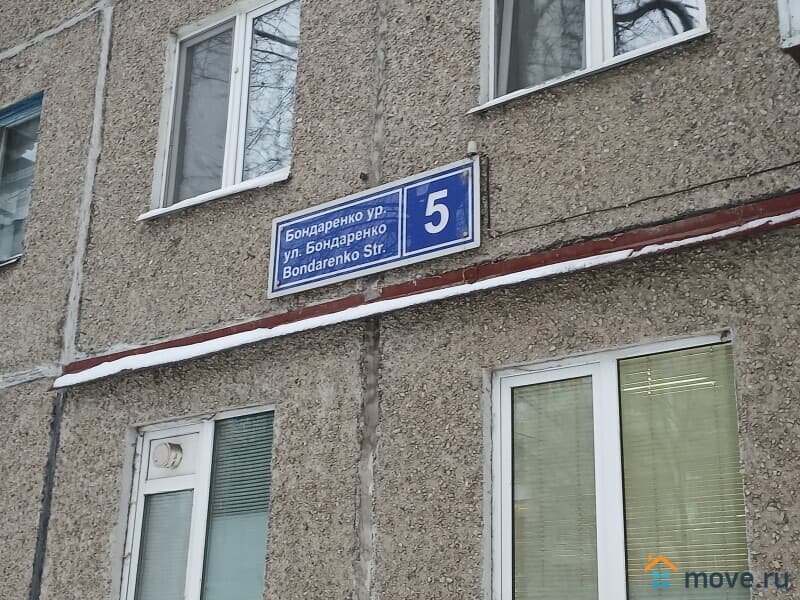 Бондаренко ур.
ул. Бондаренко
Bondarenko Str.
5
move.ru